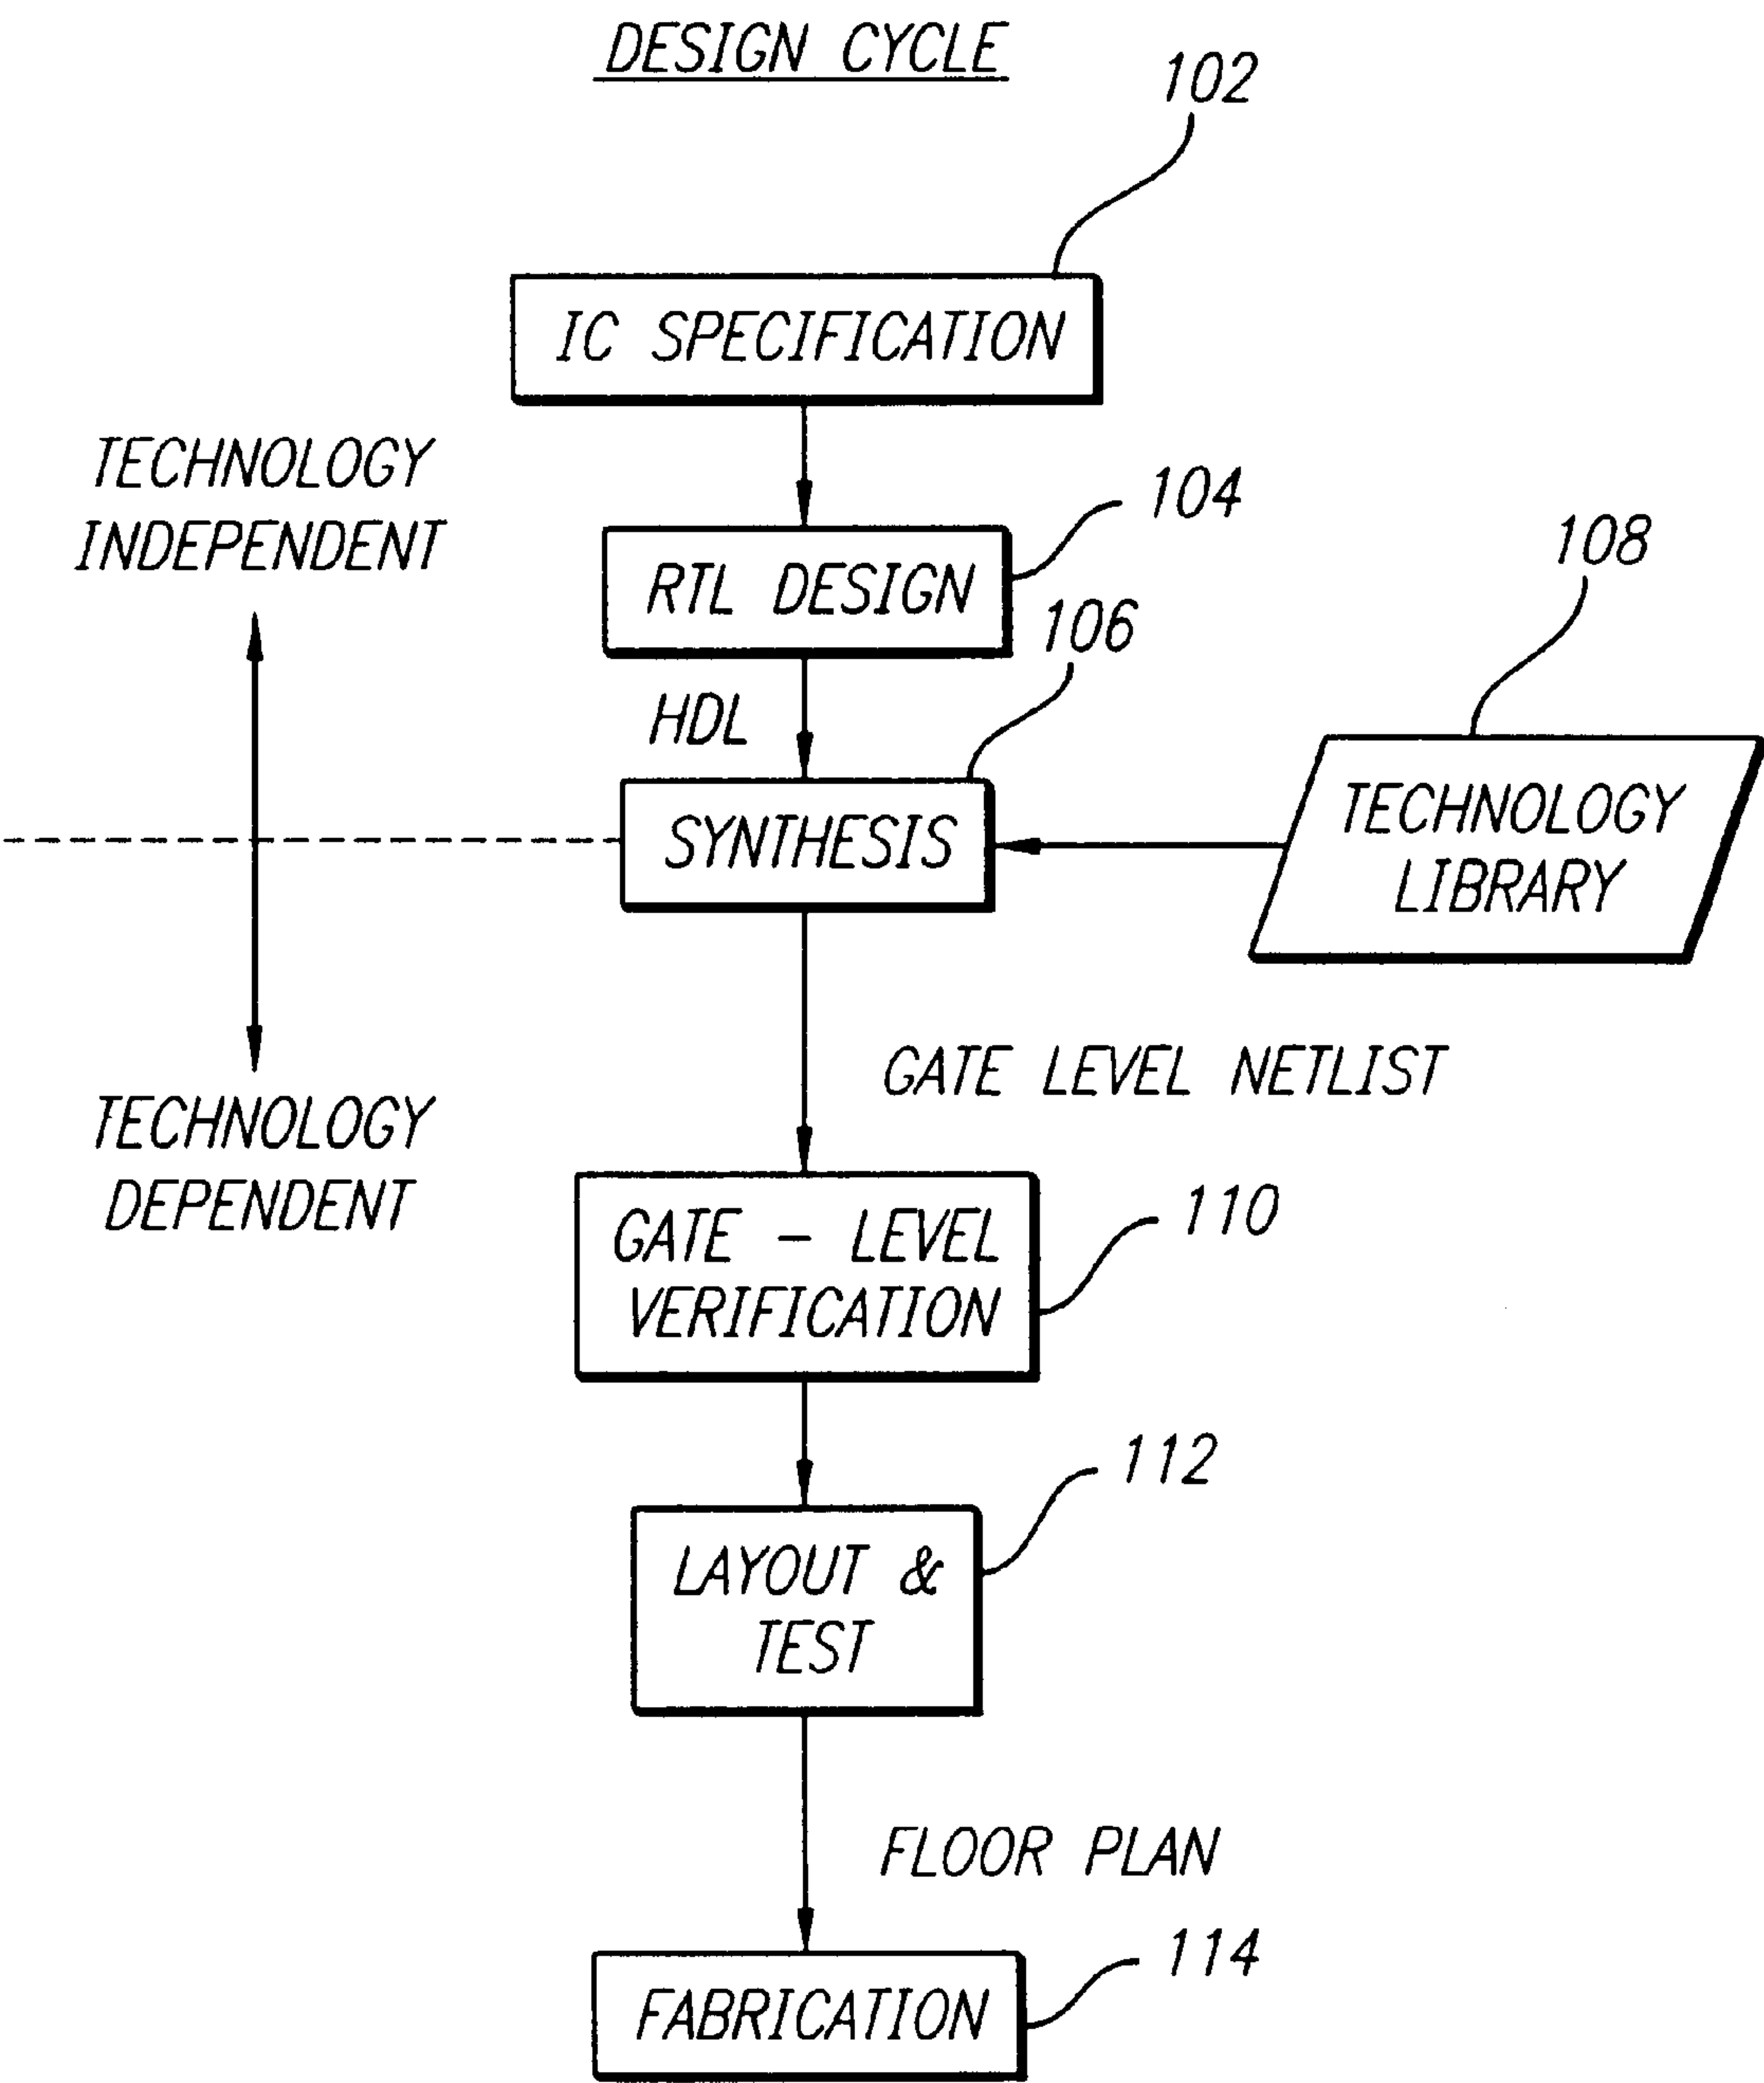 DESIGN CYCLE
102
IC SPECIFICATION
TECHNOLOGY
INDEPENDENT
104
RTL DESIGN
108
106
HDL
SYNTHESIS
TECHNOLOGY
LIBRARY
GATE LEVEL NETLIST
TECHNOLOGY
DEPENDENT
110
GATE - LEVEL
VERIFICATION
112
LAYOUT &
TEST
FLOOR PLAN
114
FABRICATION